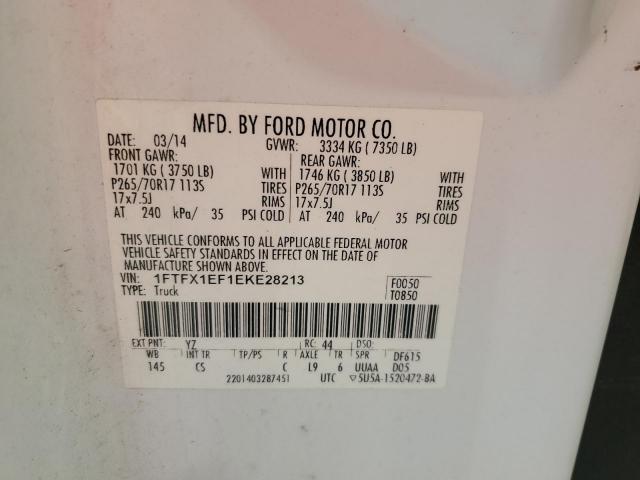 MFD. BY FORD MOTOR CO.
DATE: 03/14 GVWR: 3334 KG ( 7350 LB)
FRONT GAWR: REAR GAWR:
1701 KG ( 3750 LB) WITH 1746 KG ( 3850 LB) WITH
P265/70R17 113S TIRES P265/70R17 113S TIRES
17x7.5J RIMS 17x7.5J RIMS
AT 240 kPa/ 35 PSI COLD AT 240 kPa/ 35 PSI COLD
THIS VEHICLE CONFORMS TO ALL APPLICABLE FEDERAL MOTOR
VEHICLE SAFETY STANDARDS IN EFFECT ON THE DATE OF
MANUFACTURE SHOWN ABOVE.
VIN: 1FTFX1EF1EKE28213 F0050
TYPE: Truck T0850
EXT PNT: YZ RC: 44 DSO:
WB INT TR TP/PS R AXLE TR SPR DF615
145 CS C L9 6 UUAA D05
2201403287451 UTC ▽5U5A-1520472-BA